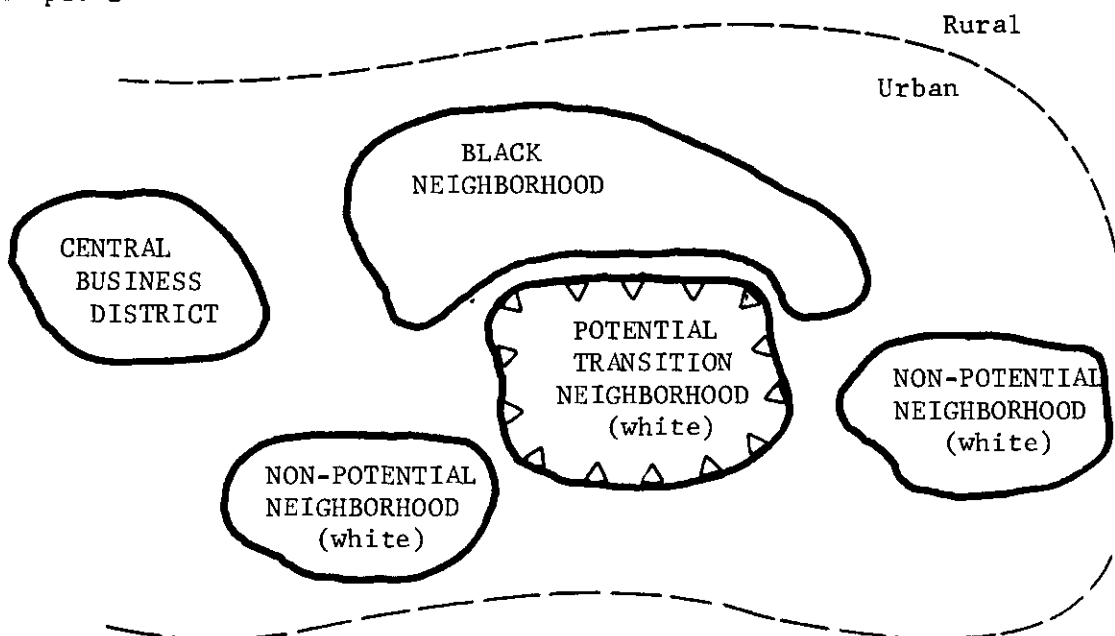 Rural
Urban
BLACK
NEIGHBORHOOD
CENTRAL
BUSINESS
DISTRICT
POTENTIAL
TRANSITION
NEIGHBORHOOD
(white)
NON-POTENTIAL
NEIGHBORHOOD
(white)
NON-POTENTIAL
NEIGHBORHOOD
(white)